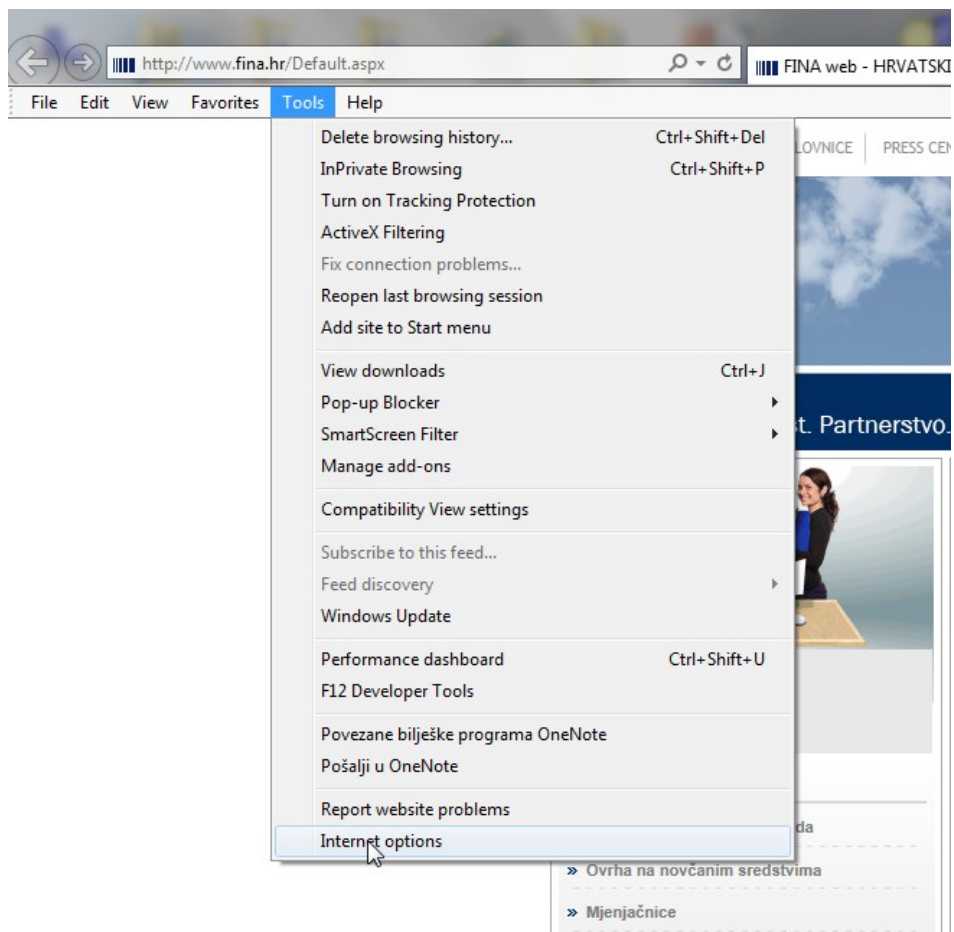 http://www.fina.hr/Default.aspx
FINA web - HRVATSKI
File Edit View Favorites Tools Help
Delete browsing history... Ctrl+Shift+Del
InPrivate Browsing Ctrl+Shift+P
Turn on Tracking Protection
ActiveX Filtering
Fix connection problems...
Reopen last browsing session
Add site to Start menu
View downloads Ctrl+J
Pop-up Blocker
SmartScreen Filter
Manage add-ons
Compatibility View settings
Subscribe to this feed...
Feed discovery
Windows Update
Performance dashboard Ctrl+Shift+U
F12 Developer Tools
Povezane bilješke programa OneNote
Pošalji u OneNote
Report website problems
Internet options
LOVNICE PRESS CEN
st. Partnerstvo.
da
» Ovrha na novčanim sredstvima
» Mjenjačnice